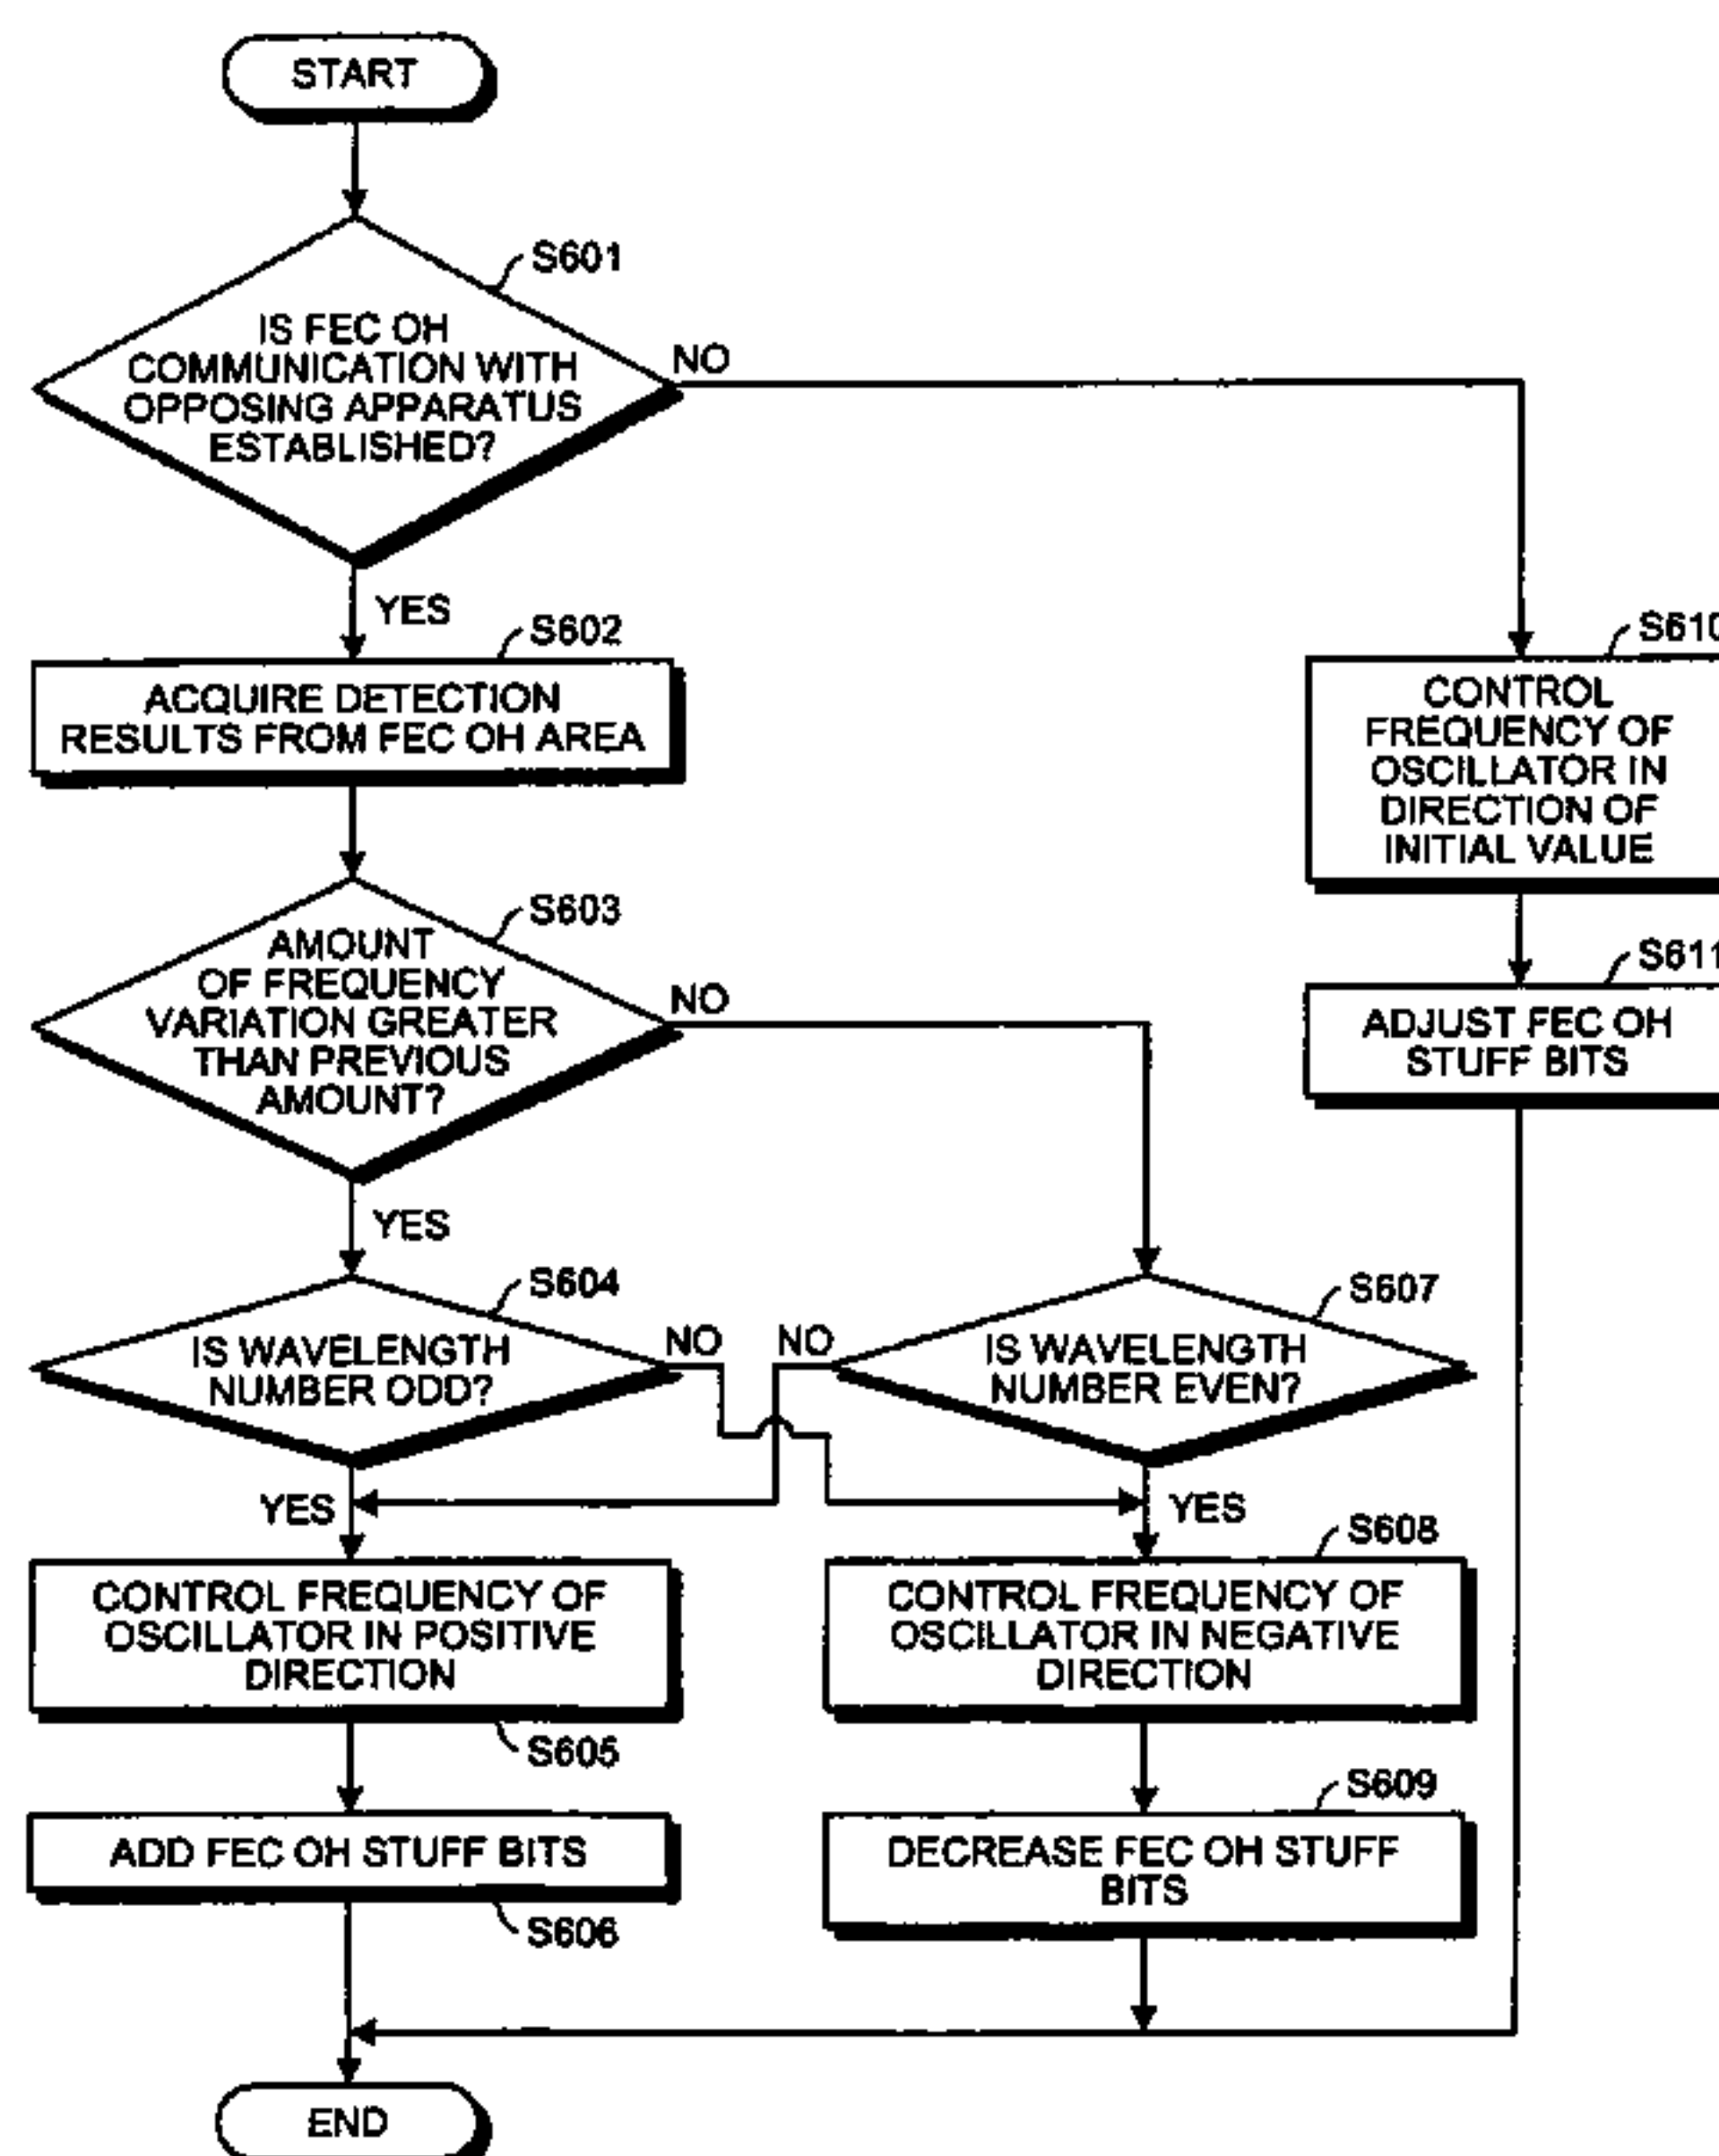 START
S601
IS FEC OH
COMMUNICATION WITH
OPPOSING APPARATUS
ESTABLISHED?
NO
YES
S602
ACQUIRE DETECTION
RESULTS FROM FEC OH AREA
S610
CONTROL
FREQUENCY OF
OSCILLATOR IN
DIRECTION OF
INITIAL VALUE
S603
AMOUNT
OF FREQUENCY
VARIATION GREATER
THAN PREVIOUS
AMOUNT?
NO
S611
ADJUST FEC OH
STUFF BITS
YES
S604
IS WAVELENGTH
NUMBER ODD?
NO
NO
S607
IS WAVELENGTH
NUMBER EVEN?
YES
YES
S608
CONTROL FREQUENCY OF
OSCILLATOR IN POSITIVE
DIRECTION
S605
CONTROL FREQUENCY OF
OSCILLATOR IN NEGATIVE
DIRECTION
S609
ADD FEC OH STUFF BITS
S606
DECREASE FEC OH STUFF
BITS
END